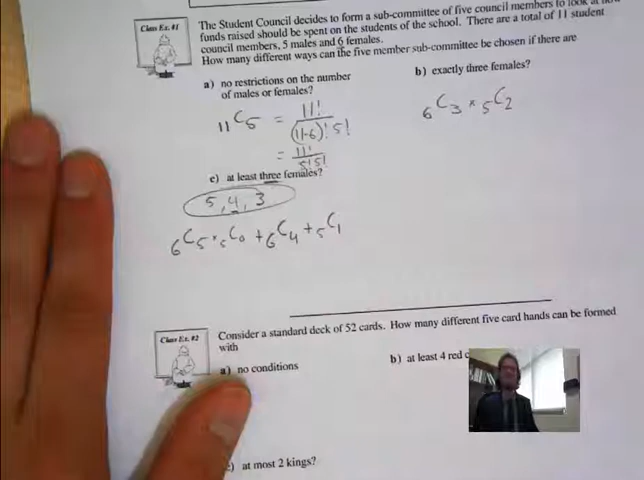 Class Ex. #1
The Student Council decides to form a sub-committee of five council members to look at how
funds raised should be spent on the students of the school. There are a total of 11 student
council members, 5 males and 6 females.
How many different ways can the five member sub-committee be chosen if there are
a) no restrictions on the number
of males or females?
b) exactly three females?
11C5 = 11! / (11-6)! 5!
= 11! / 5! 5!
6C3 × 5C2
c) at least three females?
5, 4, 3
6C5 × 5C0 + 6C4 + 5C1
Class Ex. #2
Consider a standard deck of 52 cards. How many different five card hands can be formed
with
a) no conditions
b) at least 4 red
c) at most 2 kings?